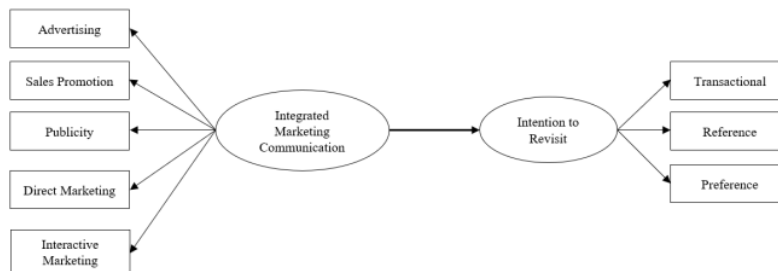 Advertising
Sales Promotion
Publicity
Direct Marketing
Interactive
Marketing
Integrated
Marketing
Communication
Intention to
Revisit
Transactional
Reference
Preference